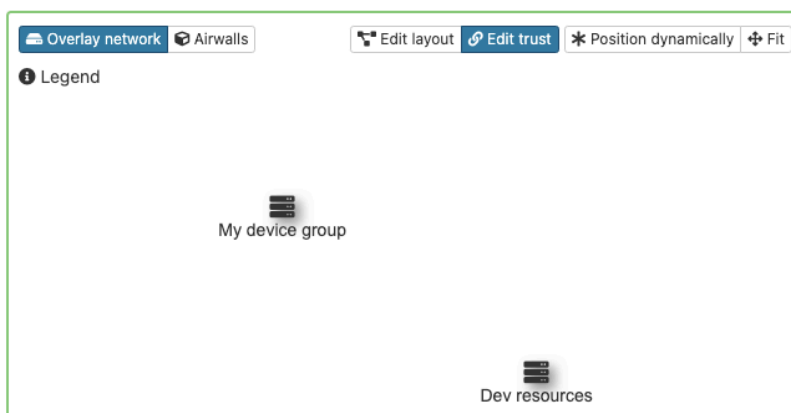 Overlay network Airwalls Edit layout Edit trust Position dynamically Fit
Legend
My device group
Dev resources